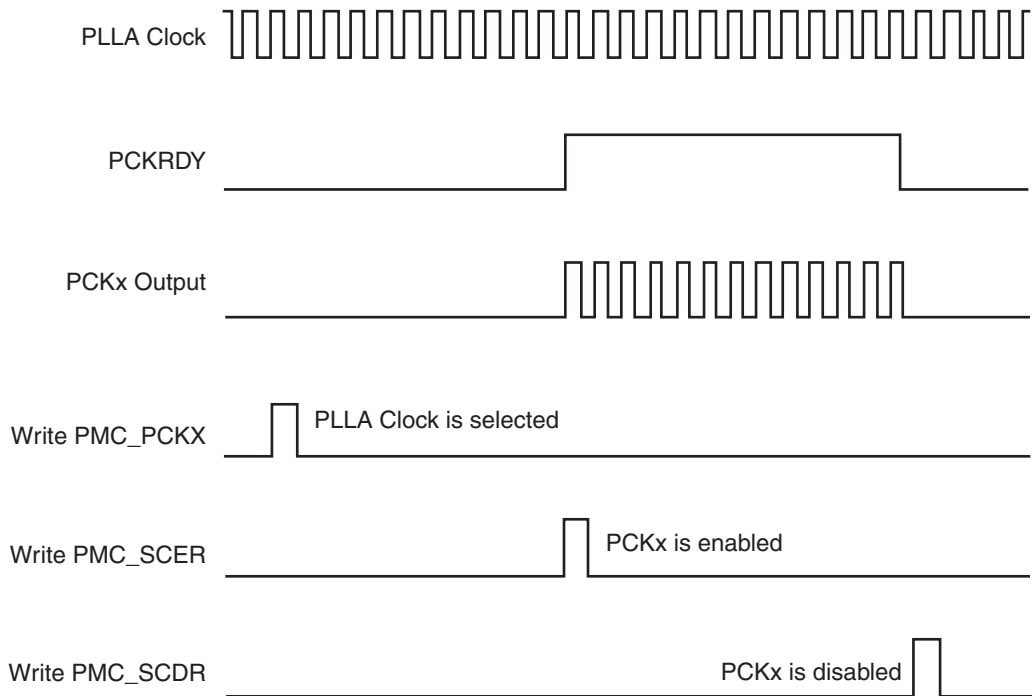 PLLA Clock
PCKRDY
PCKx Output
Write PMC_PCKX
PLLA Clock is selected
Write PMC_SCER
PCKx is enabled
Write PMC_SCDR
PCKx is disabled